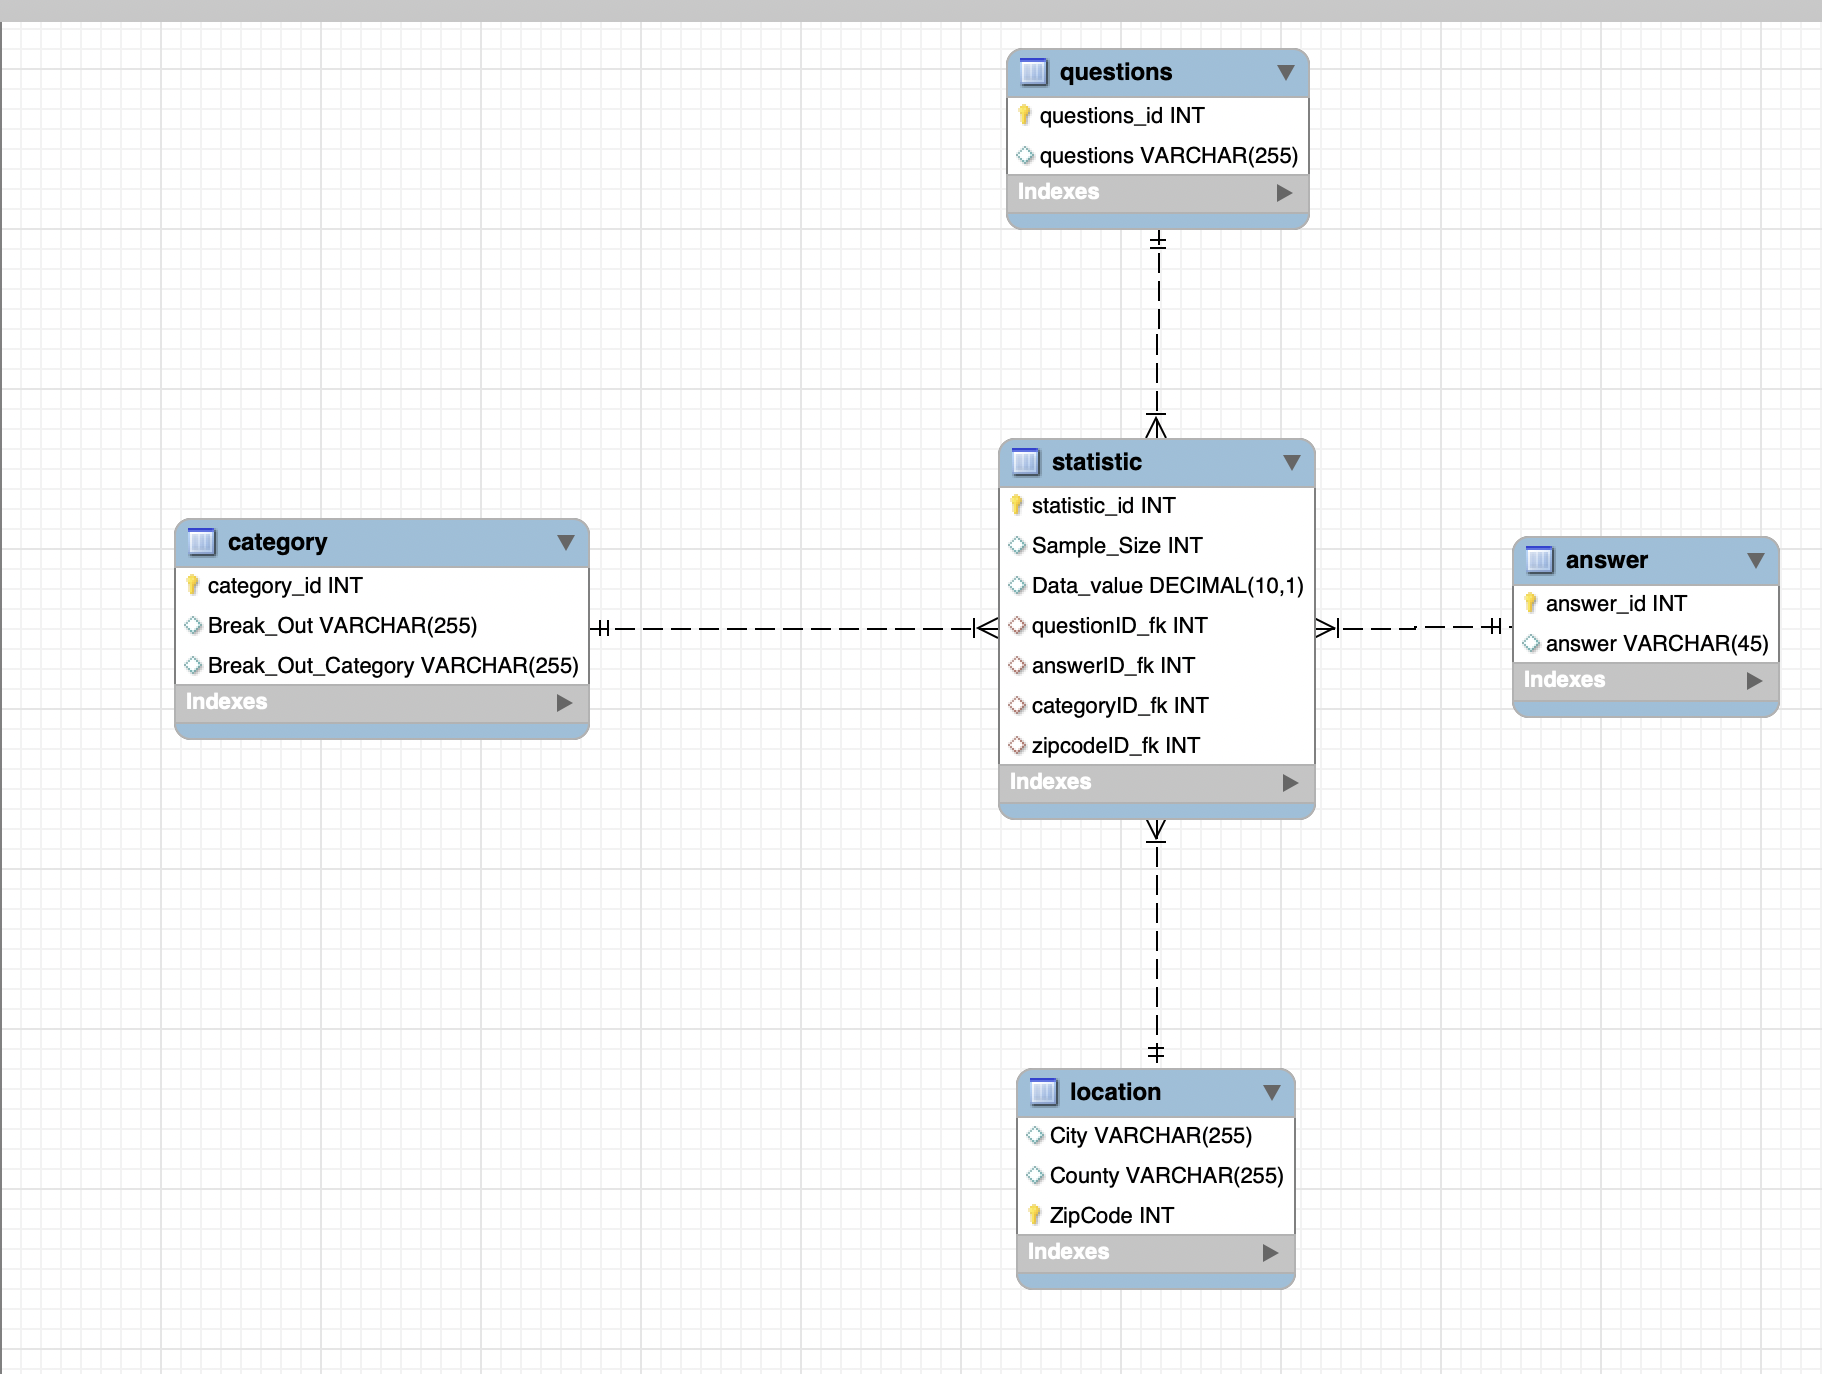 questions
questions_id INT
questions VARCHAR(255)
Indexes
statistic
statistic_id INT
Sample_Size INT
Data_value DECIMAL(10,1)
questionID_fk INT
answerID_fk INT
categoryID_fk INT
zipcodeID_fk INT
Indexes
category
category_id INT
Break_Out VARCHAR(255)
Break_Out_Category VARCHAR(255)
Indexes
answer
answer_id INT
answer VARCHAR(45)
Indexes
location
City VARCHAR(255)
County VARCHAR(255)
ZipCode INT
Indexes